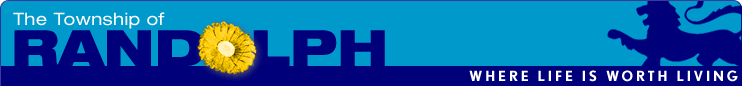 The Township of
RANDOLPH
WHERE LIFE IS WORTH LIVING